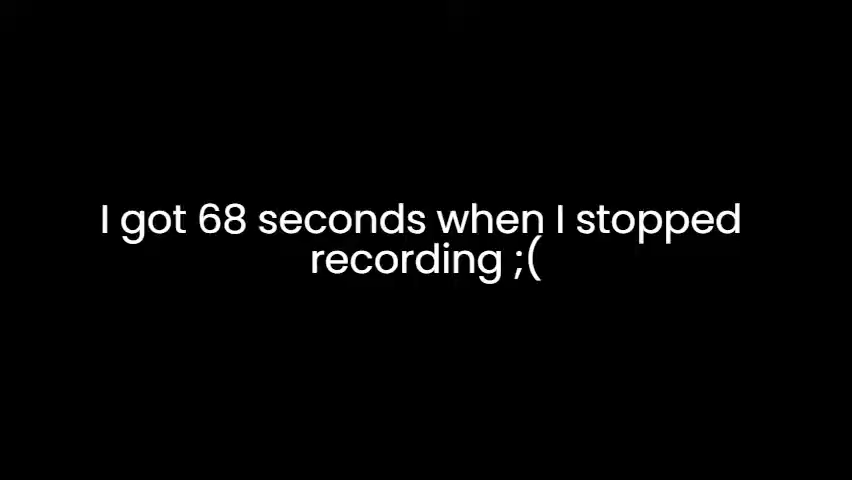 I got 68 seconds when I stopped
recording ;(